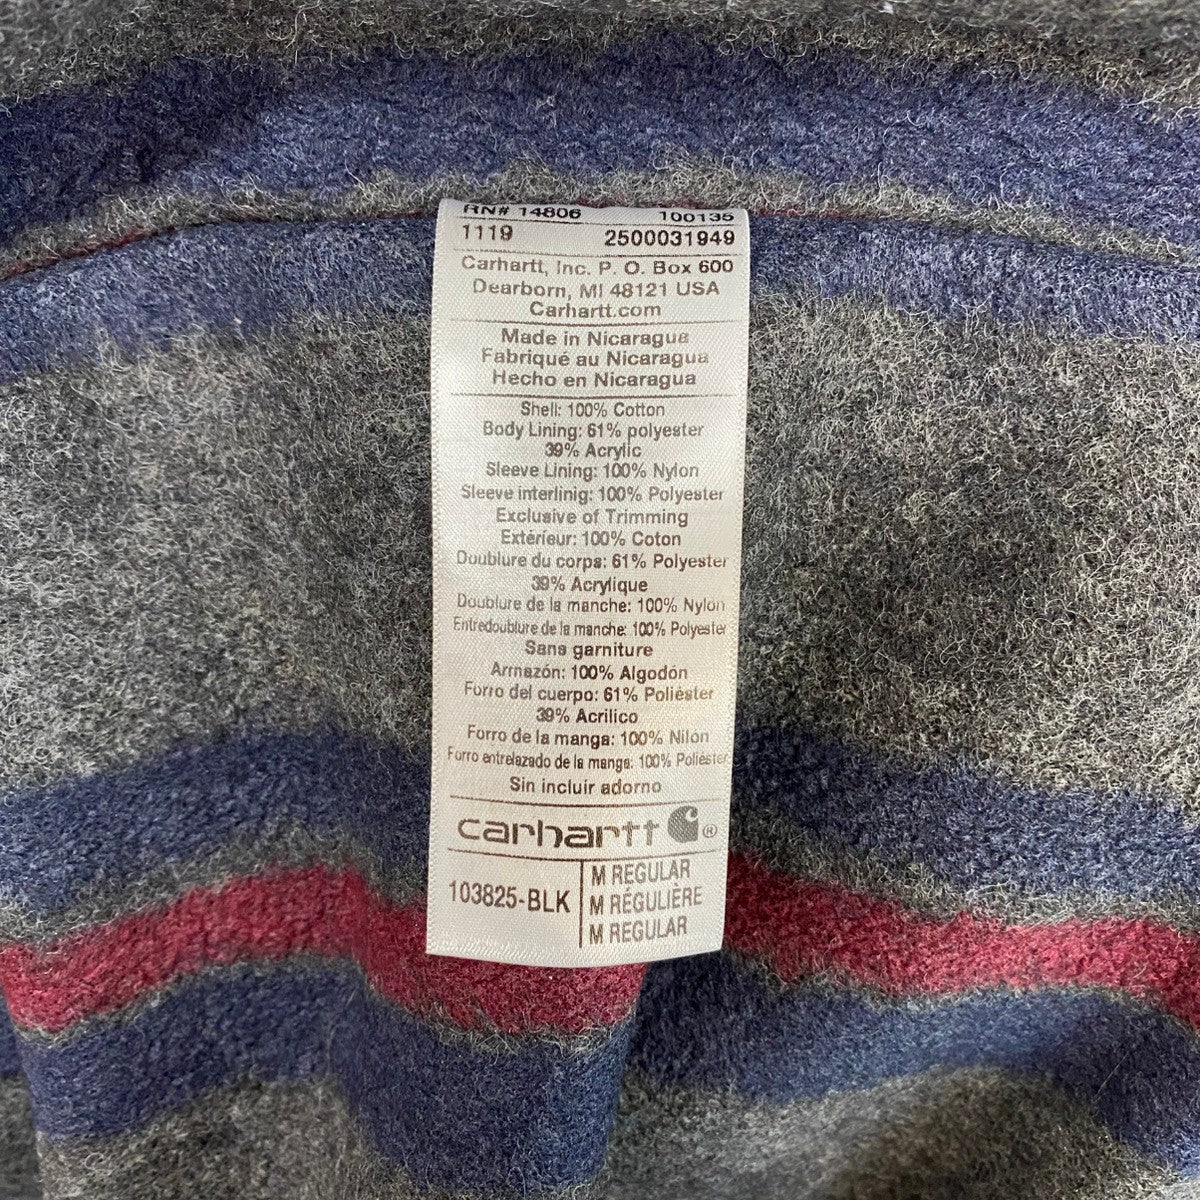 RN# 14806 100135
1119 2500031949
Carhartt, Inc. P. O. Box 600
Dearborn, MI 48121 USA
Carhartt.com
Made in Nicaragua
Fabriqué au Nicaragua
Hecho en Nicaragua
Shell: 100% Cotton
Body Lining: 61% polyester
39% Acrylic
Sleeve Lining: 100% Nylon
Sleeve interlinig: 100% Polyester
Exclusive of Trimming
Extérieur: 100% Coton
Doublure du corps: 61% Polyester
39% Acrylique
Doublure de la manche: 100% Nylon
Entredoublure de la manche: 100% Polyester
Sans garniture
Armazón: 100% Algodón
Forro del cuerpo: 61% Poliéster
39% Acrilico
Forro de la manga: 100% Nilon
Forro entrelazado de la manga: 100% Poliéster
Sin incluir adorno
carhartt ®
103825-BLK
M REGULAR
M RÉGULIÈRE
M REGULAR